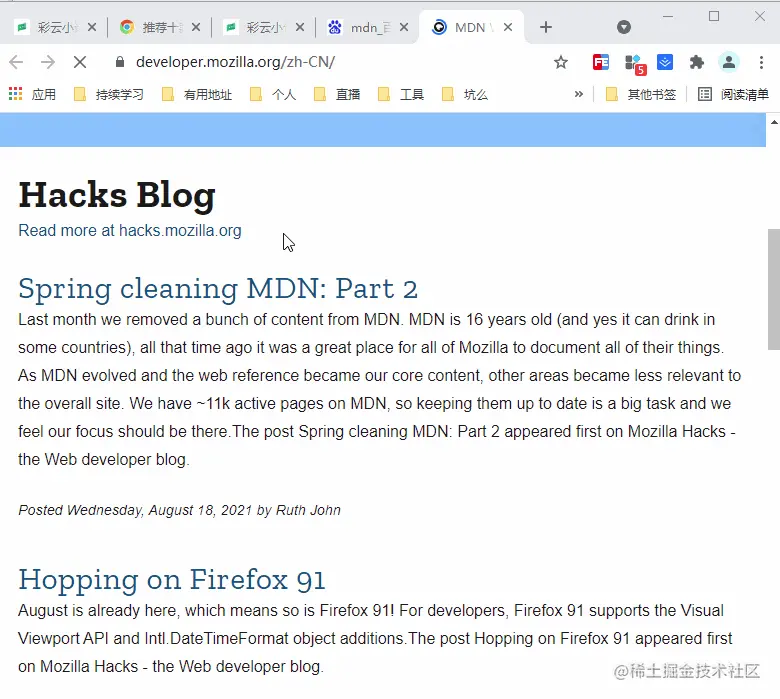 彩云小
推荐十
彩云小
mdn_百
MDN
developer.mozilla.org/zh-CN/
5
应用 持续学习 有用地址 个人 直播 工具 坑么 » 其他书签 阅读清单
Hacks Blog
Read more at hacks.mozilla.org
Spring cleaning MDN: Part 2
Last month we removed a bunch of content from MDN. MDN is 16 years old (and yes it can drink in
some countries), all that time ago it was a great place for all of Mozilla to document all of their things.
As MDN evolved and the web reference became our core content, other areas became less relevant to
the overall site. We have ~11k active pages on MDN, so keeping them up to date is a big task and we
feel our focus should be there.The post Spring cleaning MDN: Part 2 appeared first on Mozilla Hacks -
the Web developer blog.
Posted Wednesday, August 18, 2021 by Ruth John
Hopping on Firefox 91
August is already here, which means so is Firefox 91! For developers, Firefox 91 supports the Visual
Viewport API and Intl.DateTimeFormat object additions.The post Hopping on Firefox 91 appeared first
on Mozilla Hacks - the Web developer blog.
@稀土掘金技术社区